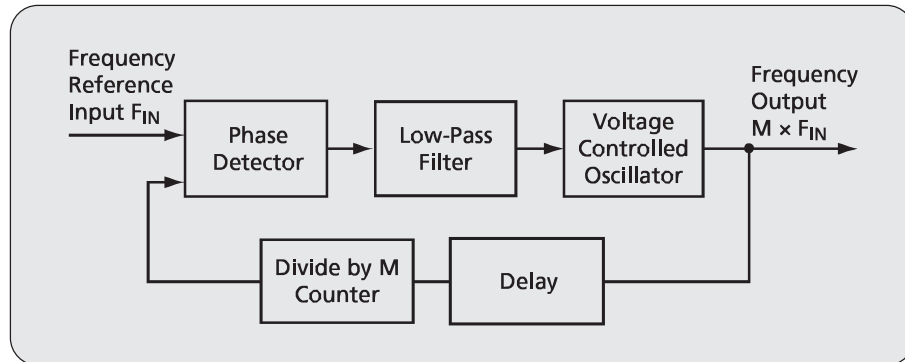 Frequency
Reference
Input F_IN
Phase
Detector
Low-Pass
Filter
Voltage
Controlled
Oscillator
Frequency
Output
M × F_IN
Divide by M
Counter
Delay